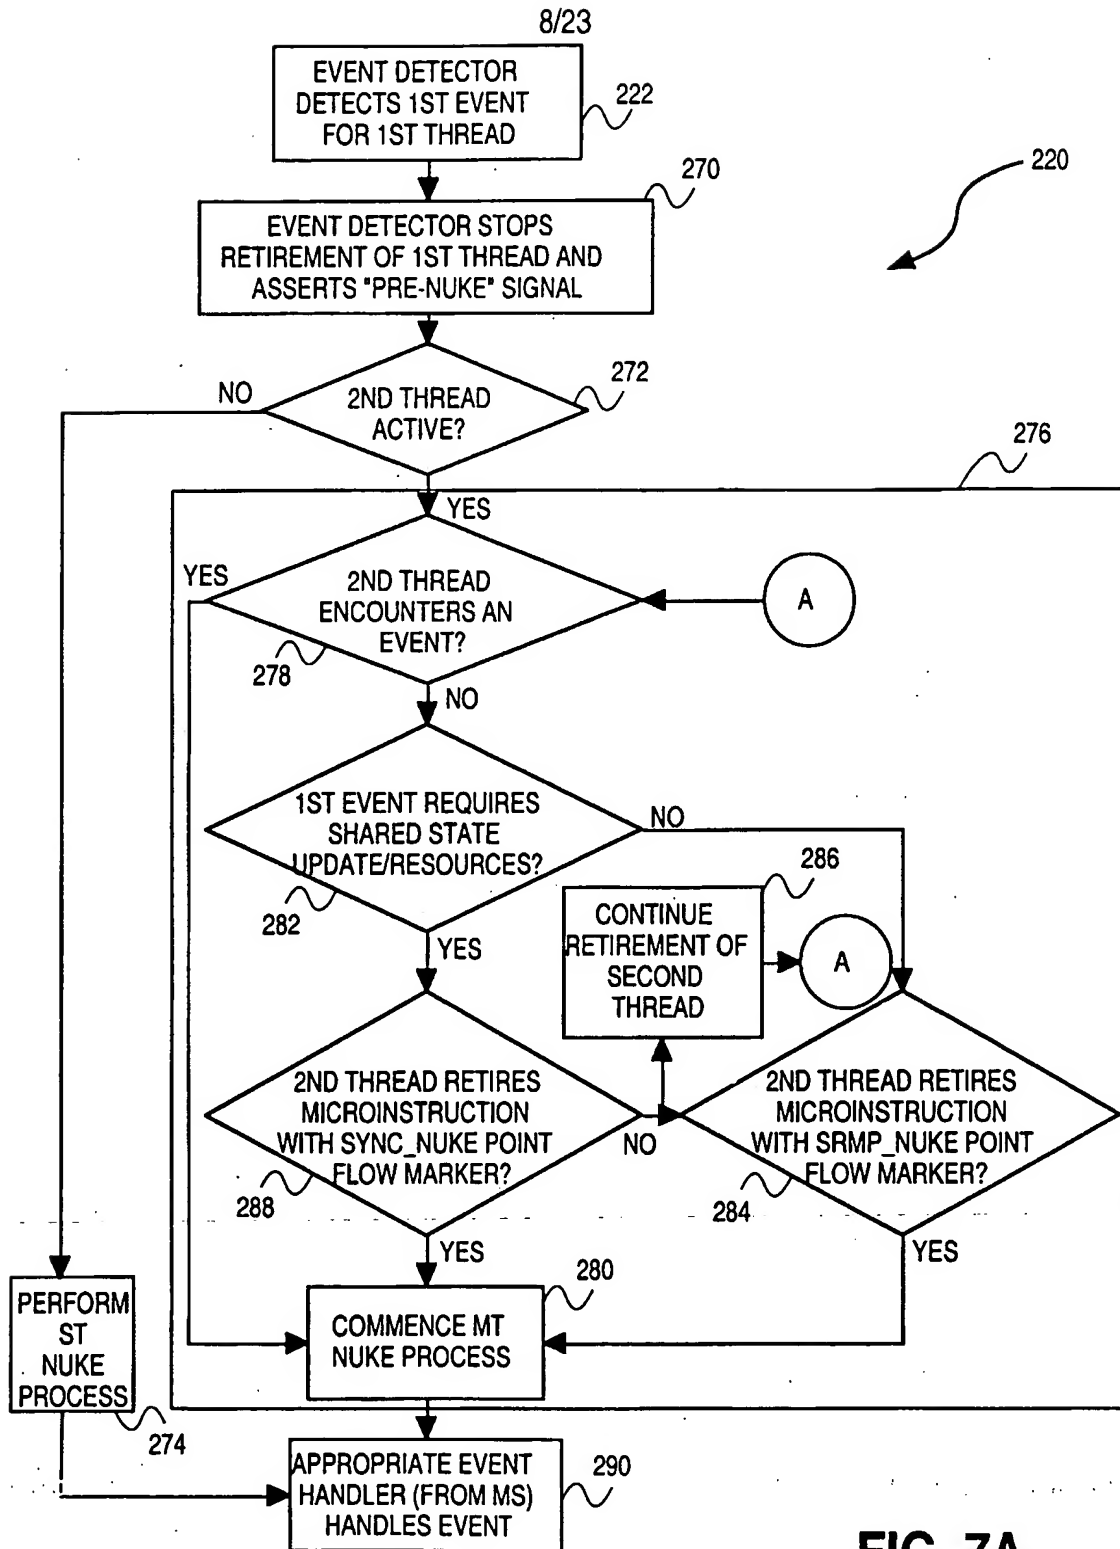 8/23
EVENT DETECTOR
DETECTS 1ST EVENT
FOR 1ST THREAD
222
220
270
EVENT DETECTOR STOPS
RETIREMENT OF 1ST THREAD AND
ASSERTS "PRE-NUKE" SIGNAL
272
NO
2ND THREAD
ACTIVE?
276
YES
YES
2ND THREAD
ENCOUNTERS AN
EVENT?
A
278
NO
1ST EVENT REQUIRES
SHARED STATE
UPDATE/RESOURCES?
NO
282
286
CONTINUE
RETIREMENT OF
SECOND
THREAD
A
YES
2ND THREAD RETIRES
MICROINSTRUCTION
WITH SYNC_NUKE POINT
FLOW MARKER?
NO
288
2ND THREAD RETIRES
MICROINSTRUCTION
WITH SRMP_NUKE POINT
FLOW MARKER?
284
YES
YES
280
COMMENCE MT
NUKE PROCESS
PERFORM
ST
NUKE
PROCESS
274
APPROPRIATE EVENT
HANDLER (FROM MS)
HANDLES EVENT
290
FIG. 7A